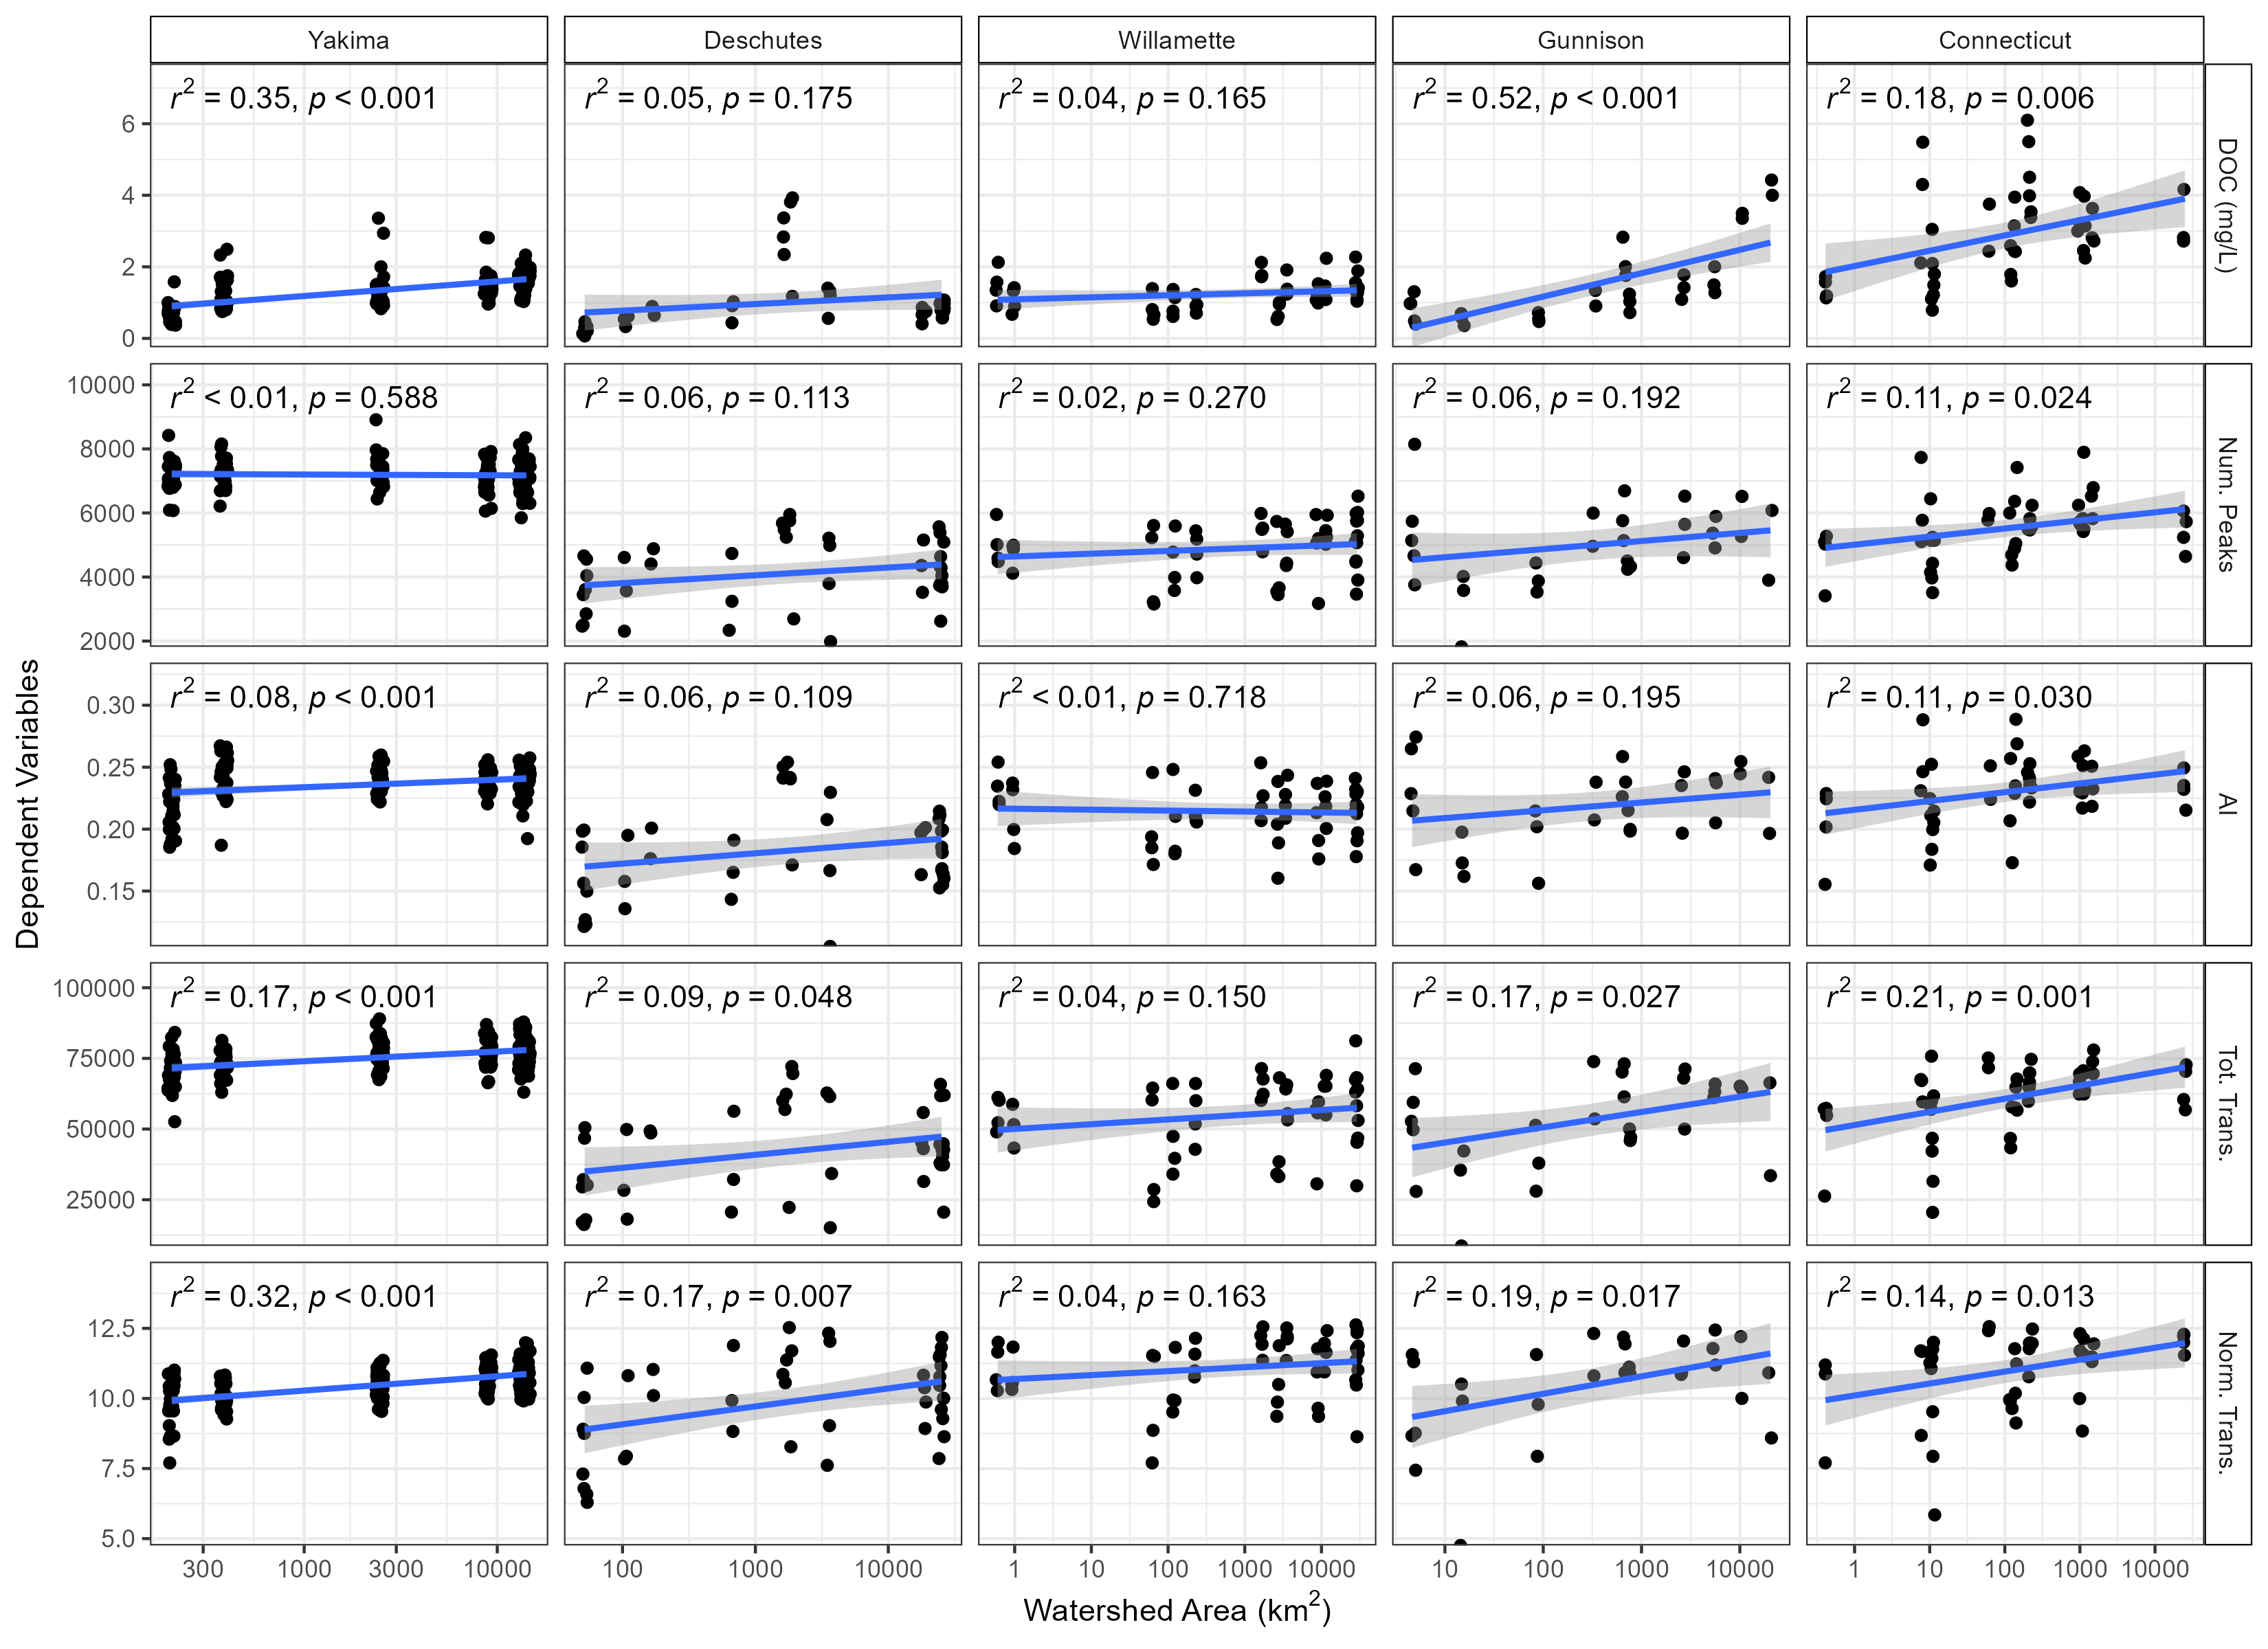 Yakima Deschutes Willamette Gunnison Connecticut
r² = 0.35, p < 0.001 r² = 0.05, p = 0.175 r² = 0.04, p = 0.165 r² = 0.52, p < 0.001 r² = 0.18, p = 0.006
6
4
2
0
DOC (mg/L)
r² < 0.01, p = 0.588 r² = 0.06, p = 0.113 r² = 0.02, p = 0.270 r² = 0.06, p = 0.192 r² = 0.11, p = 0.024
10000
8000
6000
4000
2000
Num. Peaks
Dependent Variables
r² = 0.08, p < 0.001 r² = 0.06, p = 0.109 r² < 0.01, p = 0.718 r² = 0.06, p = 0.195 r² = 0.11, p = 0.030
0.30
0.25
0.20
0.15
AI
r² = 0.17, p < 0.001 r² = 0.09, p = 0.048 r² = 0.04, p = 0.150 r² = 0.17, p = 0.027 r² = 0.21, p = 0.001
100000
75000
50000
25000
Tot. Trans.
r² = 0.32, p < 0.001 r² = 0.17, p = 0.007 r² = 0.04, p = 0.163 r² = 0.19, p = 0.017 r² = 0.14, p = 0.013
12.5
10.0
7.5
5.0
Norm. Trans.
300 1000 3000 10000 100 1000 10000 1 10 100 1000 10000 10 100 1000 10000 1 10 100 1000 10000
Watershed Area (km²)